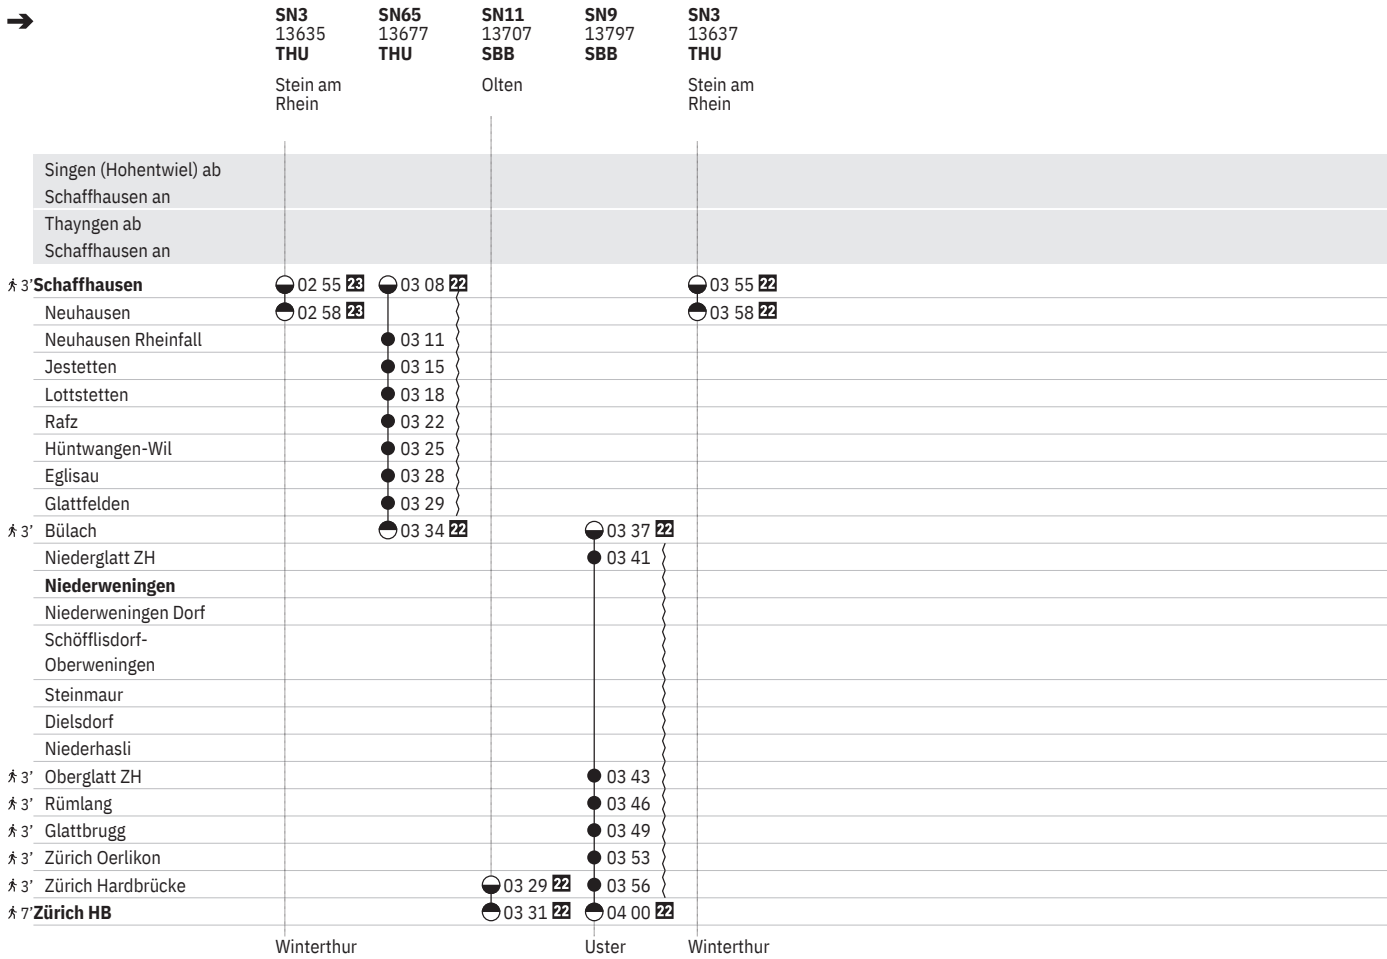 SN3 SN65 SN11 SN9 SN3
13635 13677 13707 13797 13637
THU THU SBB SBB THU
Stein am Olten Stein am
Rhein Rhein
Singen (Hohentwiel) ab
Schaffhausen an
Thayngen ab
Schaffhausen an
3' Schaffhausen 02 55 23 03 08 22 03 55 22
Neuhausen 02 58 23 03 58 22
Neuhausen Rheinfall 03 11
Jestetten 03 15
Lottstetten 03 18
Rafz 03 22
Hüntwangen-Wil 03 25
Eglisau 03 28
Glattfelden 03 29
3' Bülach 03 34 22 03 37 22
Niederglatt ZH 03 41
Niederweningen
Niederweningen Dorf
Schöfflisdorf-
Oberweningen
Steinmaur
Dielsdorf
Niederhasli
3' Oberglatt ZH 03 43
3' Rümlang 03 46
3' Glattbrugg 03 49
3' Zürich Oerlikon 03 53
3' Zürich Hardbrücke 03 29 22 03 56
7' Zürich HB 03 31 22 04 00 22
Winterthur Uster Winterthur